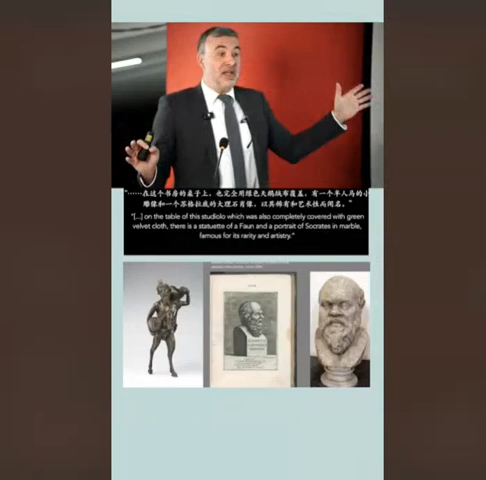 “……在这个书房的桌子上，也完全用绿色天鹅绒布覆盖，有一个半人马的小
雕像和一个苏格拉底的大理石肖像，以其稀有和艺术性而闻名。”
“[...] on the table of this studiolo which was also completely covered with green
velvet cloth, there is a statuette of a Faun and a portrait of Socrates in marble,
famous for its rarity and artistry.”